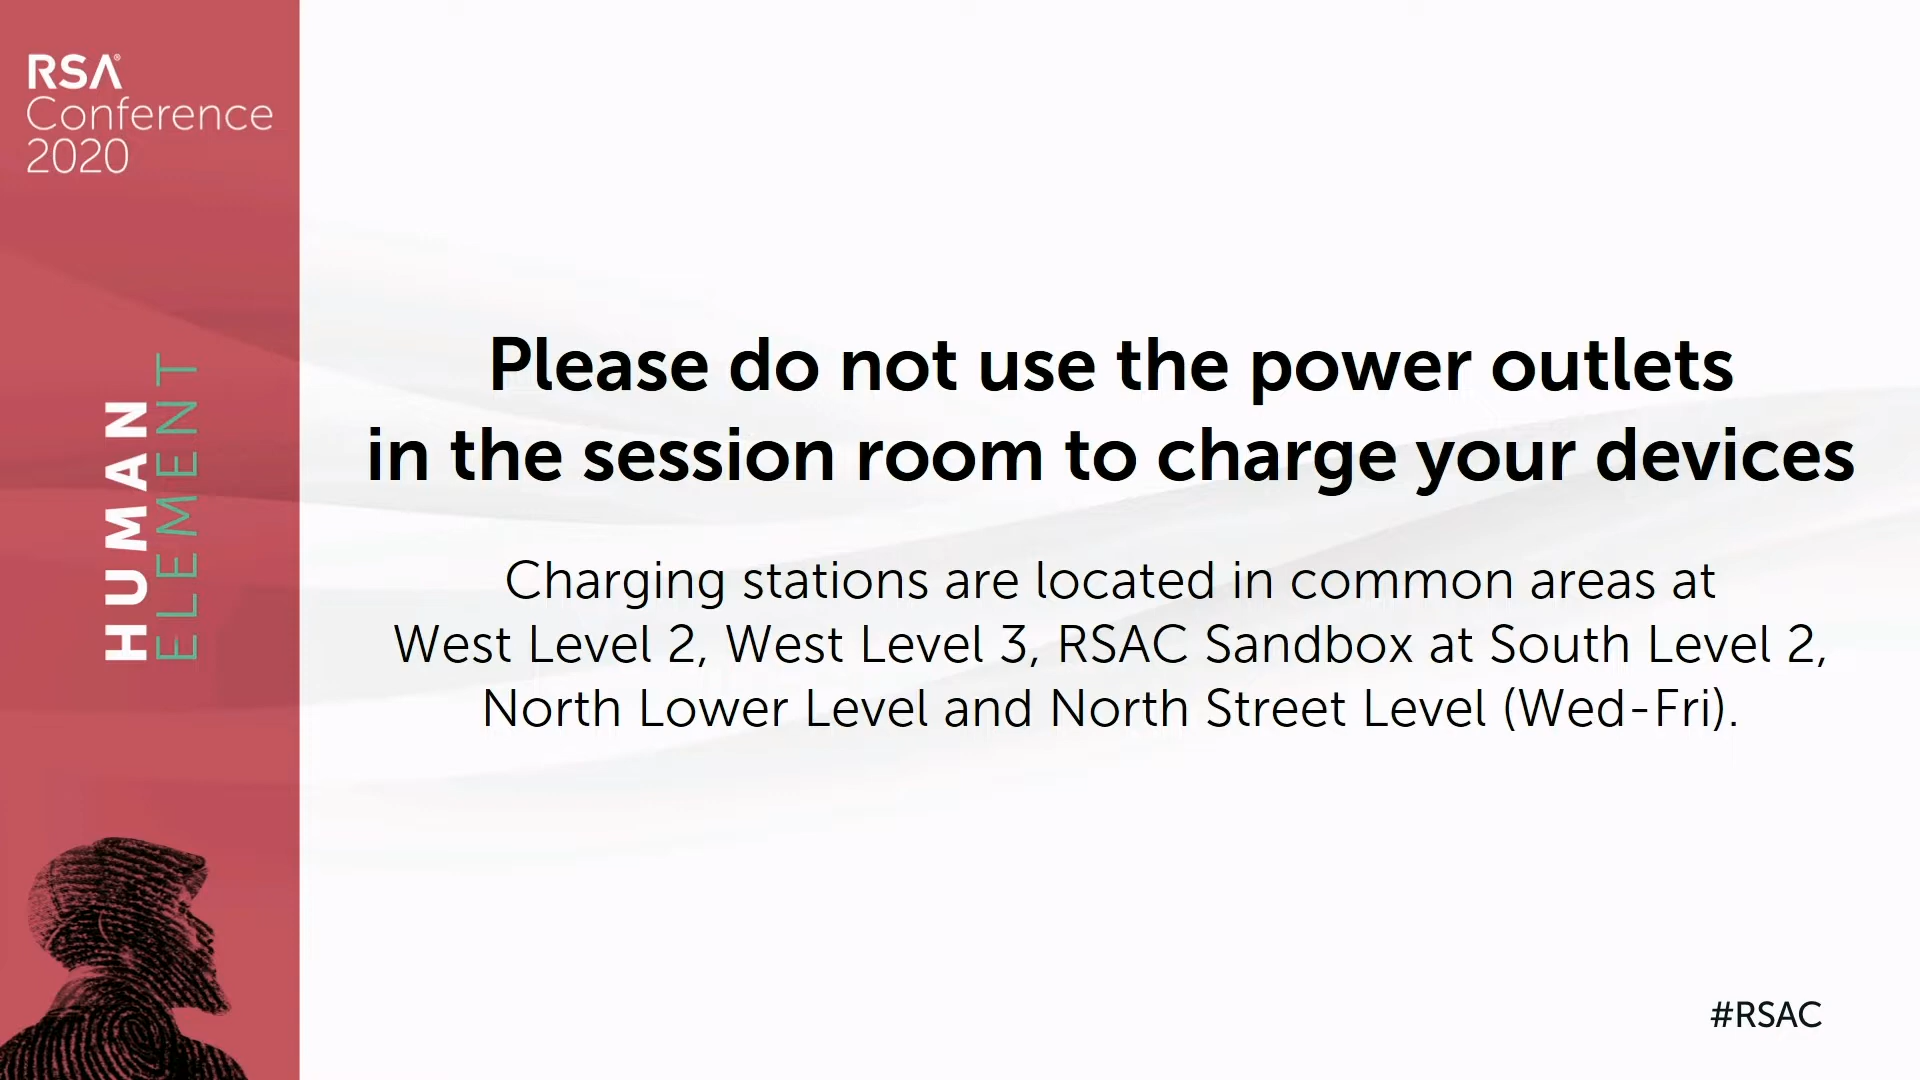 RSA®
Conference
2020
HUMAN
ELEMENT
Please do not use the power outlets
in the session room to charge your devices
Charging stations are located in common areas at
West Level 2, West Level 3, RSAC Sandbox at South Level 2,
North Lower Level and North Street Level (Wed-Fri).
#RSAC